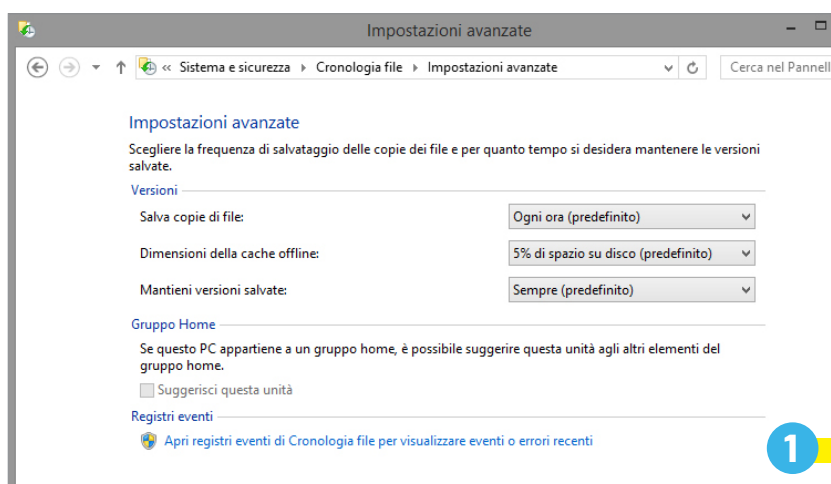 Impostazioni avanzate
« Sistema e sicurezza Cronologia file Impostazioni avanzate
Cerca nel Pannell
Impostazioni avanzate
Scegliere la frequenza di salvataggio delle copie dei file e per quanto tempo si desidera mantenere le versioni
salvate.
Versioni
Salva copie di file: Ogni ora (predefinito)
Dimensioni della cache offline: 5% di spazio su disco (predefinito)
Mantieni versioni salvate: Sempre (predefinito)
Gruppo Home
Se questo PC appartiene a un gruppo home, è possibile suggerire questa unità agli altri elementi del
gruppo home.
Suggerisci questa unità
Registri eventi
Apri registri eventi di Cronologia file per visualizzare eventi o errori recenti
1